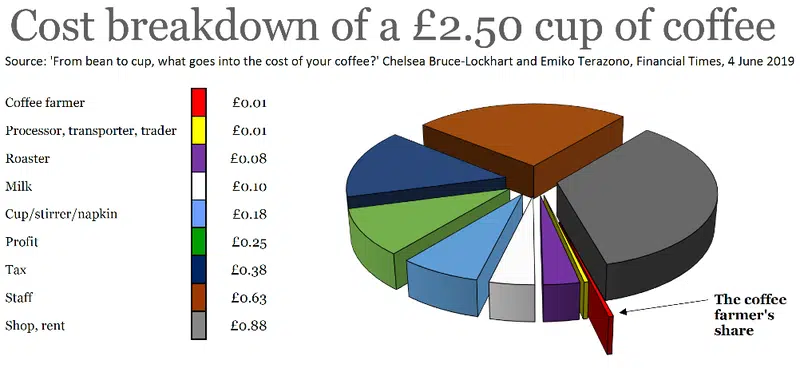 Cost breakdown of a £2.50 cup of coffee
Source: 'From bean to cup, what goes into the cost of your coffee?' Chelsea Bruce-Lockhart and Emiko Terazono, Financial Times, 4 June 2019
Coffee farmer £0.01
Processor, transporter, trader £0.01
Roaster £0.08
Milk £0.10
Cup/stirrer/napkin £0.18
Profit £0.25
Tax £0.38
Staff £0.63
Shop, rent £0.88
The coffee
farmer's
share